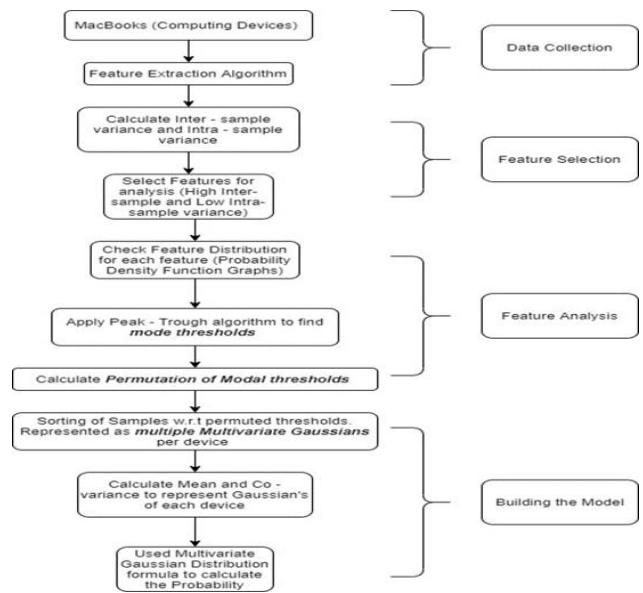 MacBooks (Computing Devices)
Data Collection
Feature Extraction Algorithm
Calculate Inter - sample
variance and Intra - sample
variance
Feature Selection
Select Features for
analysis (High Inter-
sample and Low Intra-
sample variance)
Check Feature Distribution
for each feature (Probability
Density Function Graphs)
Feature Analysis
Apply Peak - Trough algorithm to find
mode thresholds
Calculate Permutation of Modal thresholds
Sorting of Samples w.r.t permuted thresholds.
Represented as multiple Multivariate Gaussians
per device
Calculate Mean and Co -
variance to represent Gaussian's
of each device
Building the Model
Used Multivariate
Gaussian Distribution
formula to calculate
the Probability